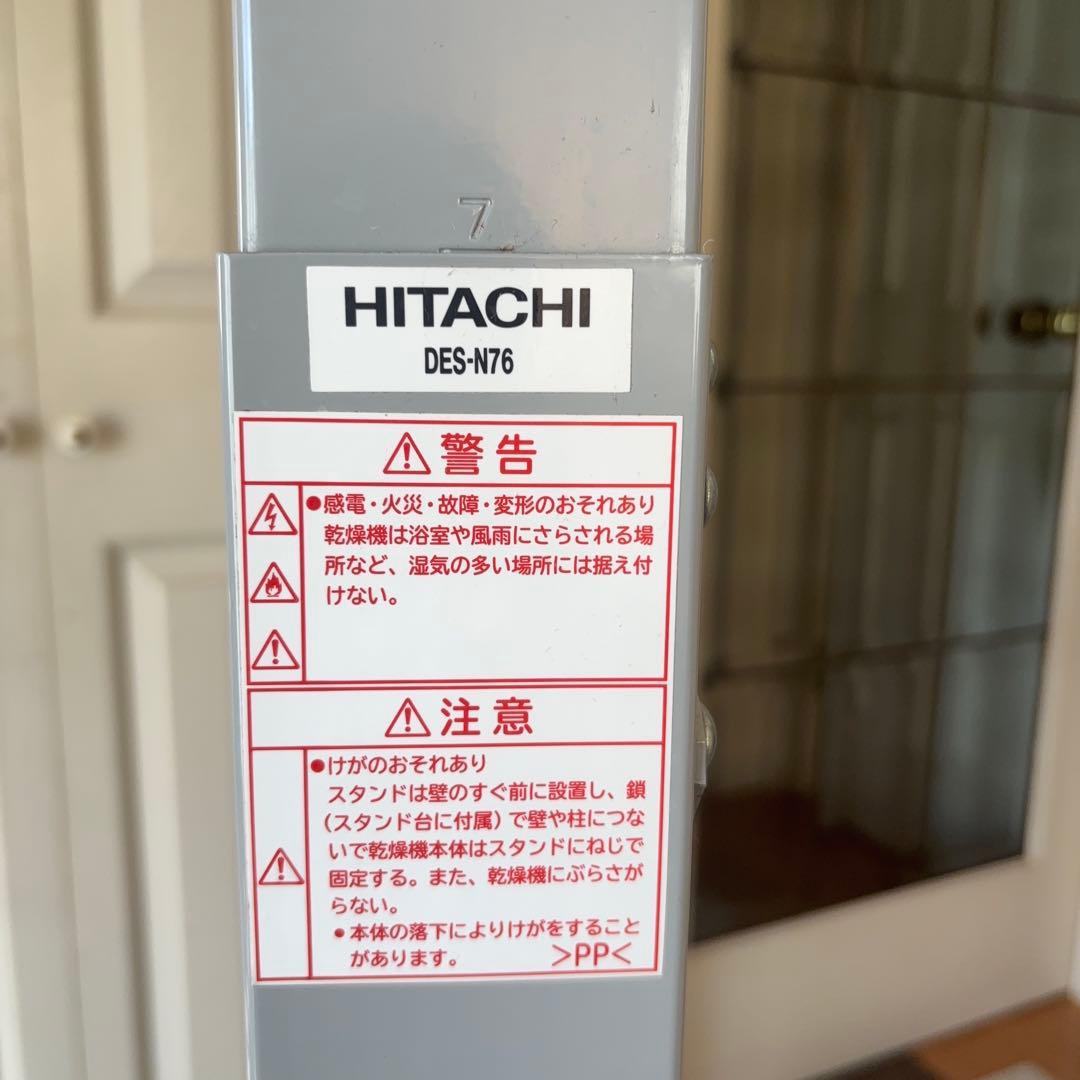 7
HITACHI
DES-N76
警告
●感電・火災・故障・変形のおそれあり
乾燥機は浴室や風雨にさらされる場
所など、湿気の多い場所には据え付
けない。
注意
●けがのおそれあり
スタンドは壁のすぐ前に設置し、鎖
(スタンド台に付属)で壁や柱につな
いで乾燥機本体はスタンドにねじで
固定する。また、乾燥機にぶらさが
らない。
●本体の落下によりけがをすること
があります。 >PP<